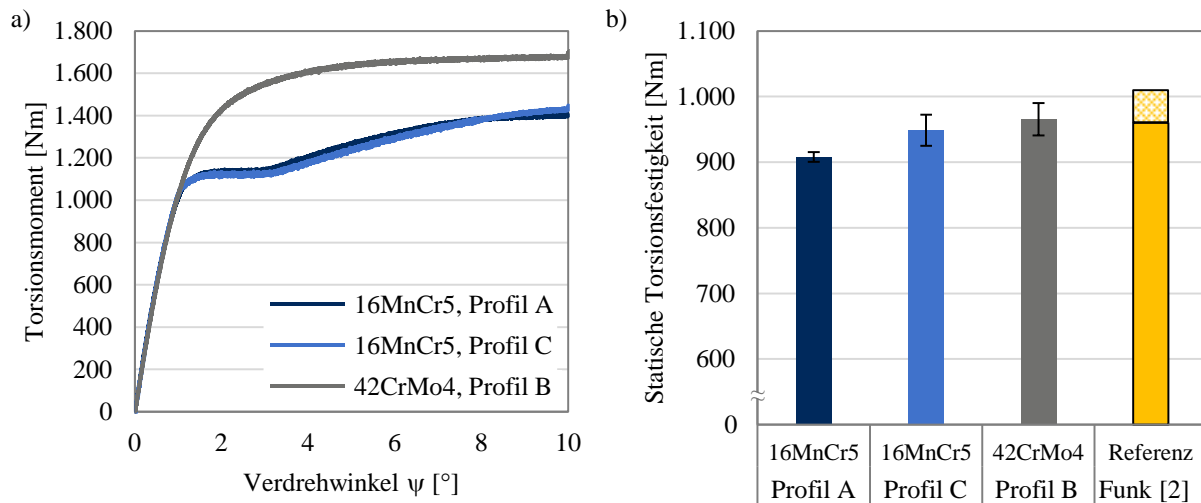 a)
Torsionsmoment [Nm]
1.800
1.600
1.400
1.200
1.000
800
600
400
200
0
0 2 4 6 8 10
Verdrehwinkel ψ [°]
16MnCr5, Profil A
16MnCr5, Profil C
42CrMo4, Profil B
b)
Statische Torsionsfestigkeit [Nm]
1.100
1.000
900
800
700
600
0
16MnCr5 16MnCr5 42CrMo4 Referenz
Profil A Profil C Profil B Funk [2]